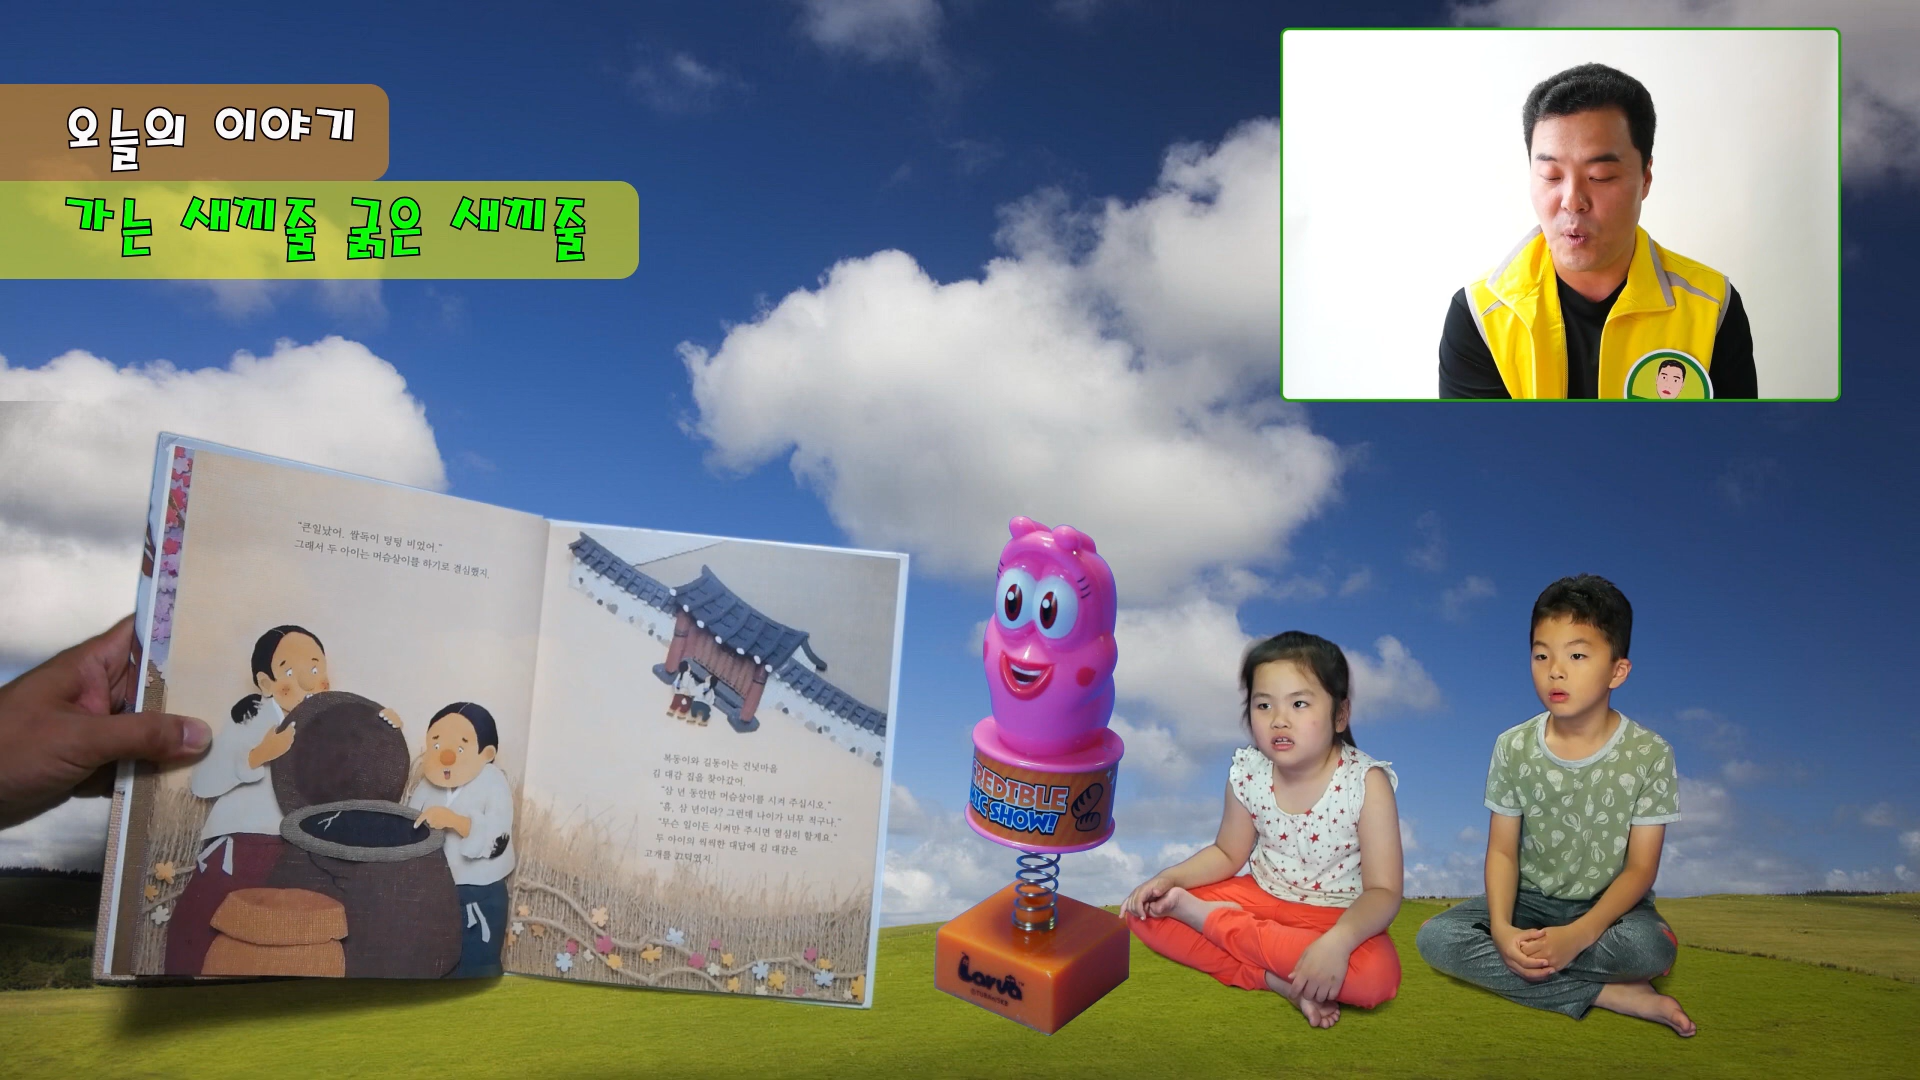 오늘의 이야기
가는 새끼줄 굵은 새끼줄
"큰일났어. 쌀독이 텅텅 비었어."
그래서 두 아이는 머슴살이를 하기로 결심했지.
복동이와 길동이는 건넛마을
김 대감 집을 찾아갔어.
"삼 년 동안만 머슴살이를 시켜 주십시오."
"흠, 삼 년이라? 그런데 나이가 너무 적구나."
"무슨 일이든 시켜만 주시면 열심히 할게요."
두 아이의 씩씩한 대답에 김 대감은
고개를 끄덕였지.
REDIBLE
IC SHOW! 2
Larva